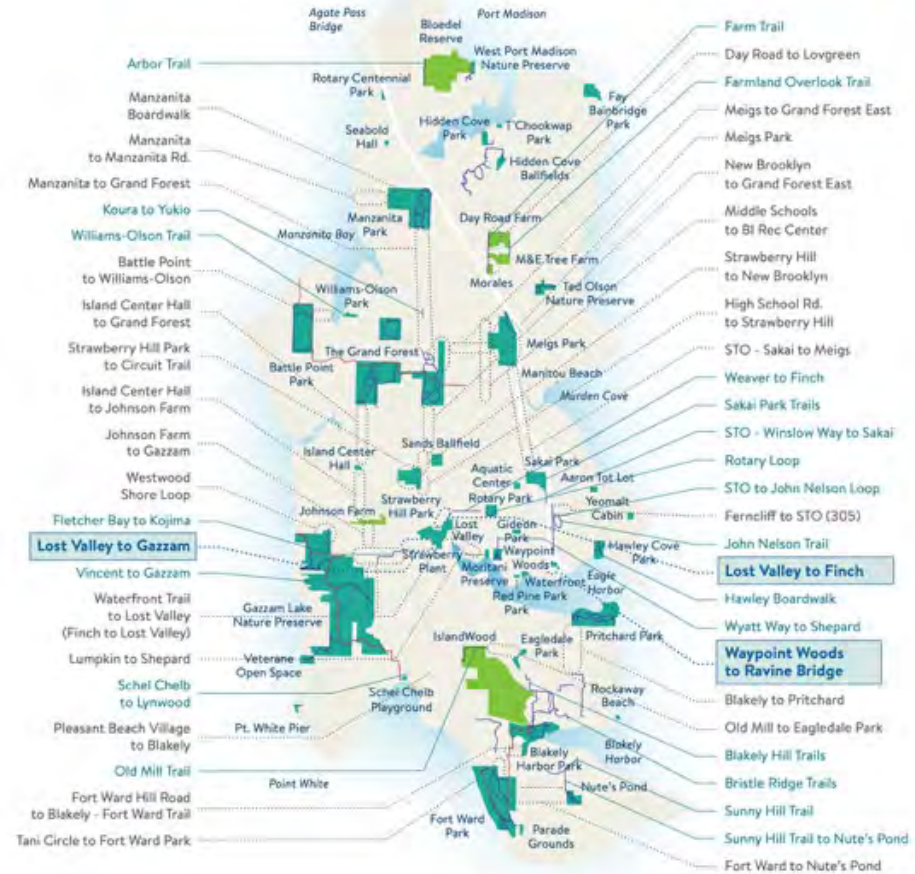 Agate Pass
Bridge
Port Madison
Bloedel
Reserve
West Port Madison
Nature Preserve
Rotary Centennial
Park
Fay
Bainbridge
Park
Seabold
Hall
Hidden Cove
Park
T'Chookwap
Park
Hidden Cove
Ballfields
Manzanita
Park
Manzanita Bay
Day Road Farm
M&E Tree Farm
Morales
Ted Olson
Nature Preserve
Williams-Olson
Park
The Grand Forest
Meigs Park
Battle Point
Park
Manitou Beach
Murden Cove
Sands Ballfield
Island Center
Hall
Sakai Park
Aquatic
Center
Aaron Tot Lot
Strawberry
Hill Park
Rotary Park
Yeomalt
Cabin
Johnson Farm
Lost
Valley
Gideon
Park
Hawley Cove
Park
Strawberry
Plant
Moritani
Preserve
Waypoint
Woods
Waterfront
Park
Red Pine
Park
Eagle
Harbor
Gazzam Lake
Nature Preserve
Pritchard Park
IslandWood
Eagledale
Park
Veterane
Open Space
Schel Chelb
Playground
Rockaway
Beach
Pt. White Pier
Blakely
Harbor Park
Blakely
Harbor
Point White
Nute's Pond
Fort Ward
Park
Parade
Grounds
Arbor Trail
Manzanita
Boardwalk
Manzanita
to Manzanita Rd.
Manzanita to Grand Forest
Koura to Yukio
Williams-Olson Trail
Battle Point
to Williams-Olson
Island Center Hall
to Grand Forest
Strawberry Hill Park
to Circuit Trail
Island Center Hall
to Johnson Farm
Johnson Farm
to Gazzam
Westwood
Shore Loop
Fletcher Bay to Kojima
Lost Valley to Gazzam
Vincent to Gazzam
Waterfront Trail
to Lost Valley
(Finch to Lost Valley)
Lumpkin to Shepard
Schel Chelb
to Lynwood
Pleasant Beach Village
to Blakely
Old Mill Trail
Fort Ward Hill Road
to Blakely - Fort Ward Trail
Tani Circle to Fort Ward Park
Farm Trail
Day Road to Lovgreen
Farmland Overlook Trail
Meigs to Grand Forest East
Meigs Park
New Brooklyn
to Grand Forest East
Middle Schools
to BI Rec Center
Strawberry Hill
to New Brooklyn
High School Rd.
to Strawberry Hill
STO - Sakai to Meigs
Weaver to Finch
Sakai Park Trails
STO - Winslow Way to Sakai
Rotary Loop
STO to John Nelson Loop
Ferncliff to STO (305)
John Nelson Trail
Lost Valley to Finch
Hawley Boardwalk
Wyatt Way to Shepard
Waypoint Woods
to Ravine Bridge
Blakely to Pritchard
Old Mill to Eagledale Park
Blakely Hill Trails
Bristle Ridge Trails
Sunny Hill Trail
Sunny Hill Trail to Nute's Pond
Fort Ward to Nute's Pond